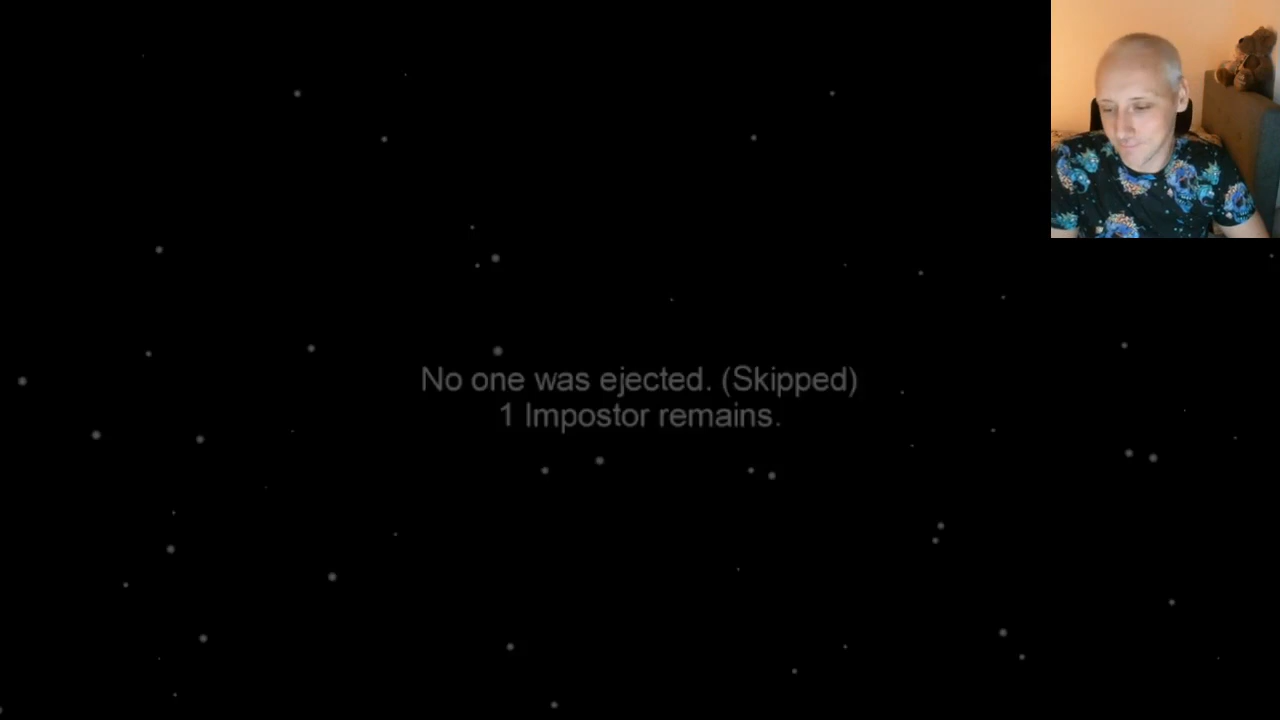 No one was ejected. (Skipped)
1 Impostor remains.